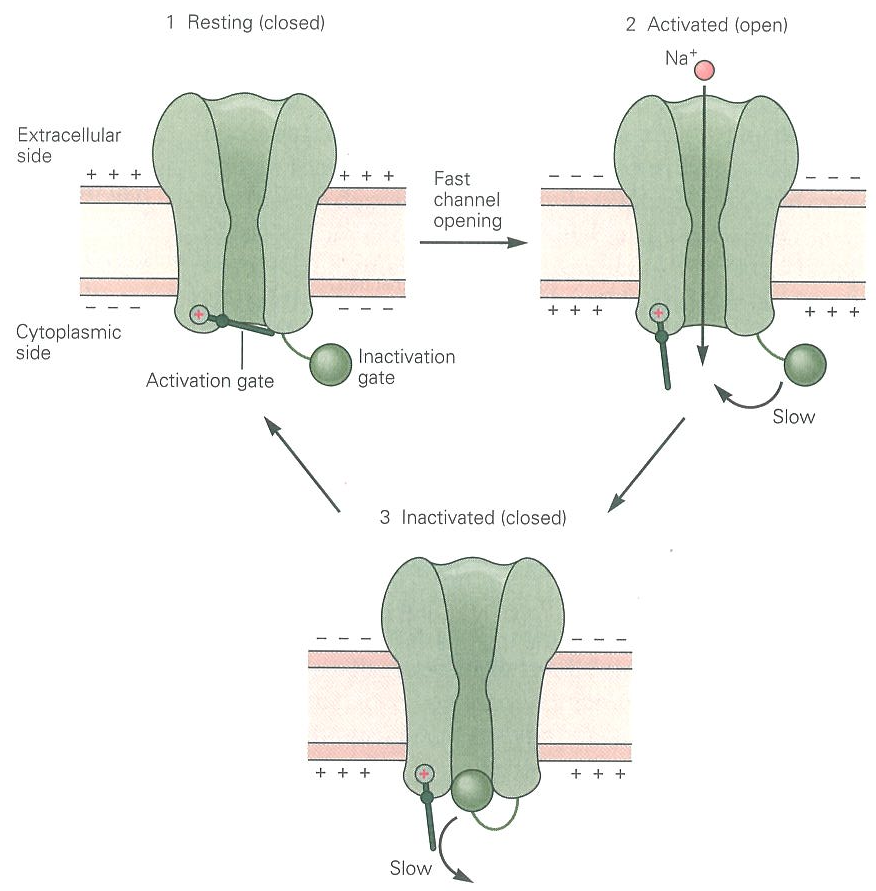 1 Resting (closed)
2 Activated (open)
Na+
Extracellular
side
+ + +
+ + +
Fast
channel
opening
– – –
– – –
– – –
– – –
+ + +
+ + +
+
+
Cytoplasmic
side
Activation gate
Inactivation
gate
Slow
3 Inactivated (closed)
– – –
– – –
+ + +
+ + +
+
Slow